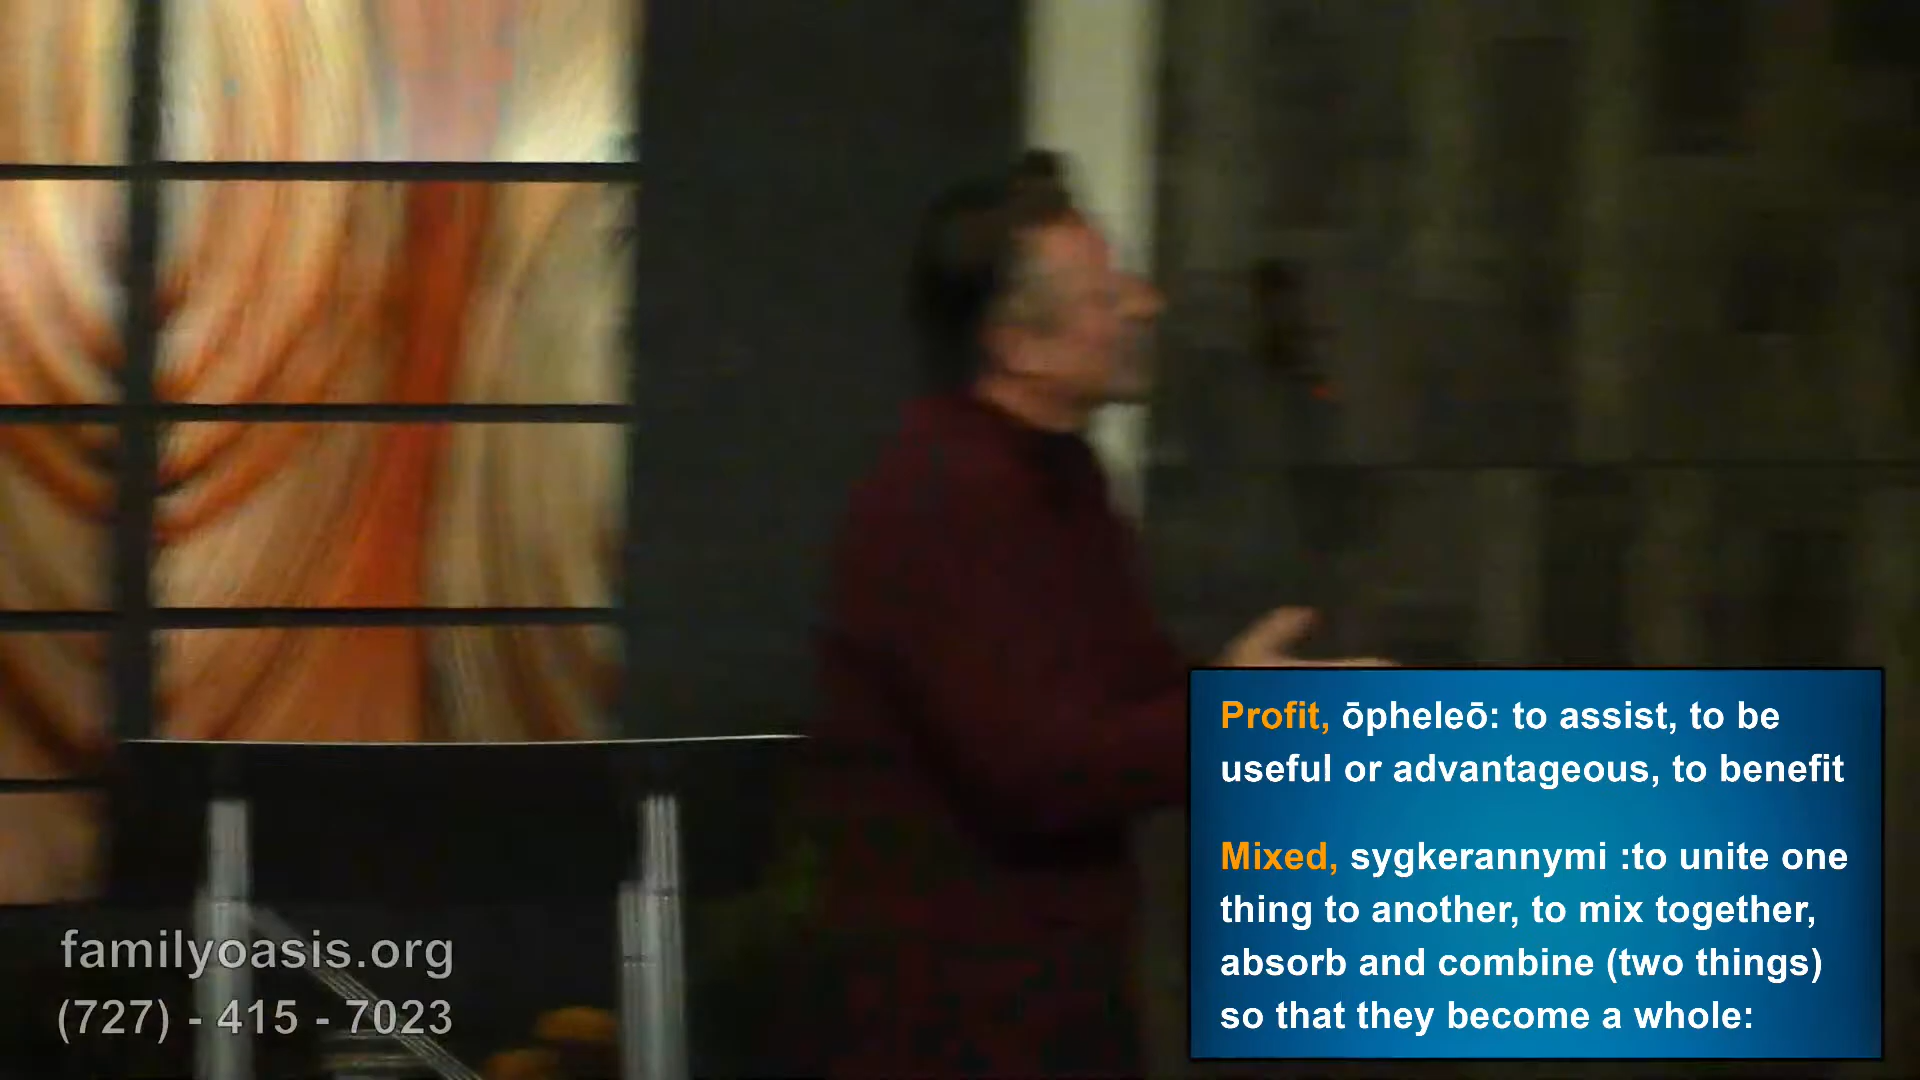 Profit, ōpheleō: to assist, to be
useful or advantageous, to benefit
Mixed, sygkerannymi :to unite one
thing to another, to mix together,
absorb and combine (two things)
so that they become a whole:
familyoasis.org
(727) - 415 - 7023